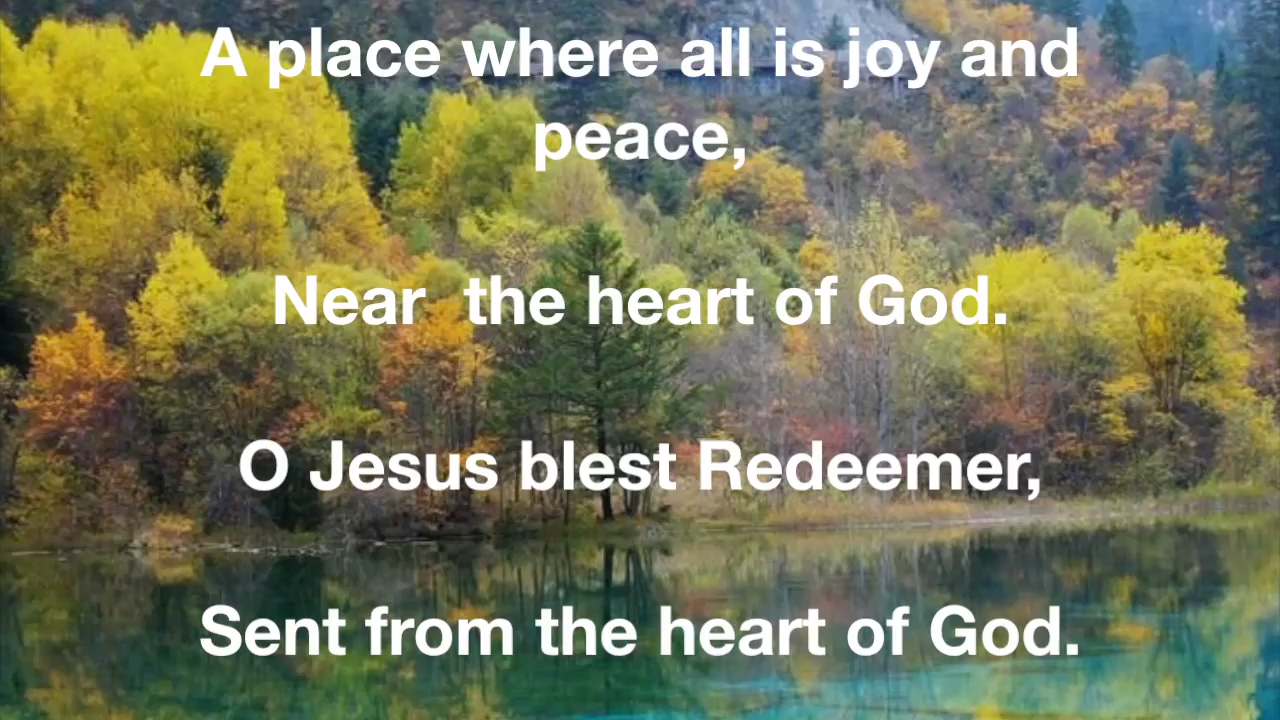 A place where all is joy and
peace,
Near  the heart of God.
O Jesus blest Redeemer,
Sent from the heart of God.